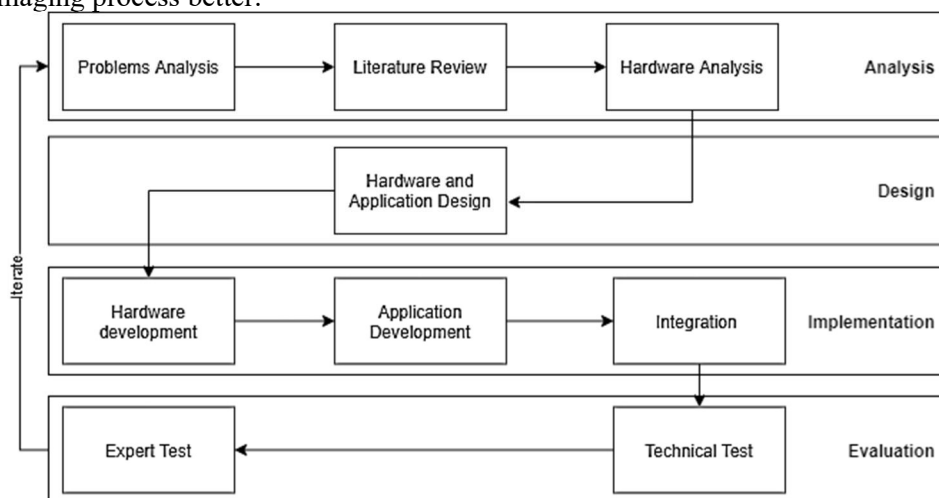 imaging process better.
Problems Analysis
Literature Review
Hardware Analysis
Analysis
Hardware and
Application Design
Design
Iterate
Hardware
development
Application
Development
Integration
Implementation
Expert Test
Technical Test
Evaluation